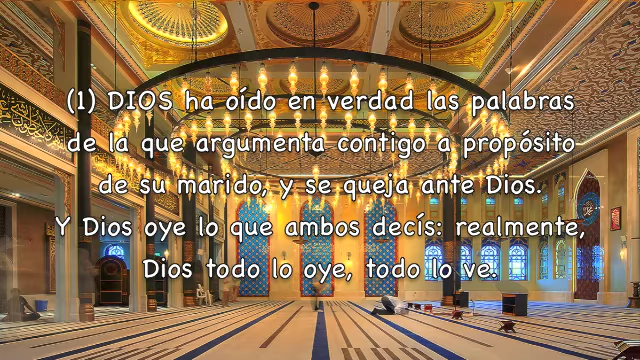 (1) DIOS ha oído en verdad las palabras
de la que argumenta contigo a propósito
de su marido, y se queja ante Dios.
Y Dios oye lo que ambos decís: realmente,
Dios todo lo oye, todo lo ve.